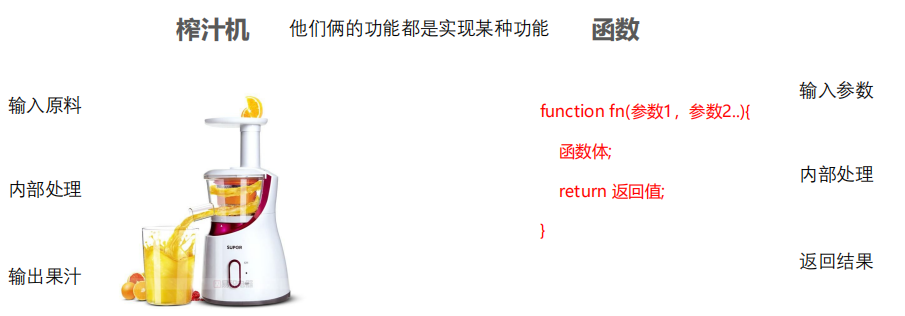 榨汁机 他们俩的功能都是实现某种功能 函数
输入原料
内部处理
输出果汁
SUPOR
function fn(参数1，参数2..){
函数体;
return 返回值;
}
输入参数
内部处理
返回结果